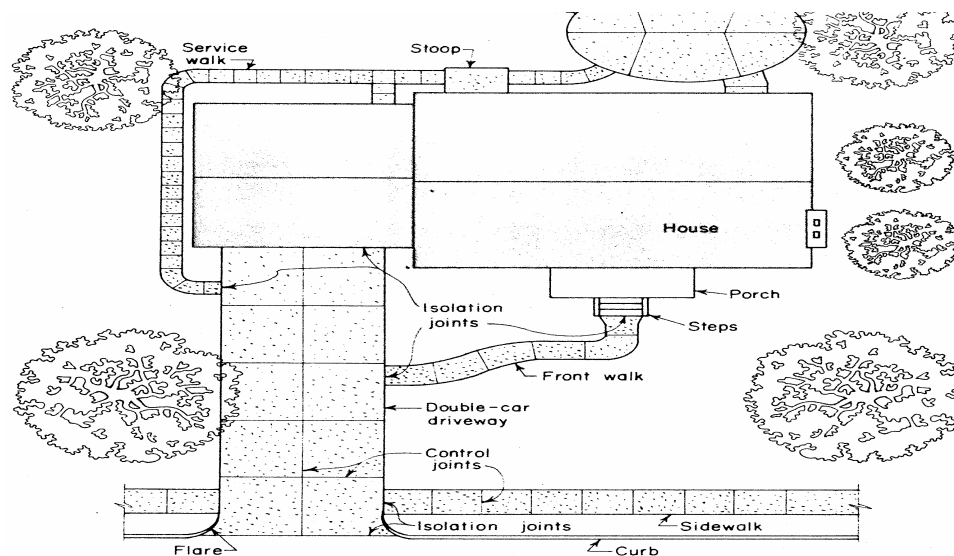 Service
walk
Stoop
House
Isolation
joints
Porch
Steps
Front walk
Double-car
driveway
Control
joints
Isolation joints
Sidewalk
Flare
Curb